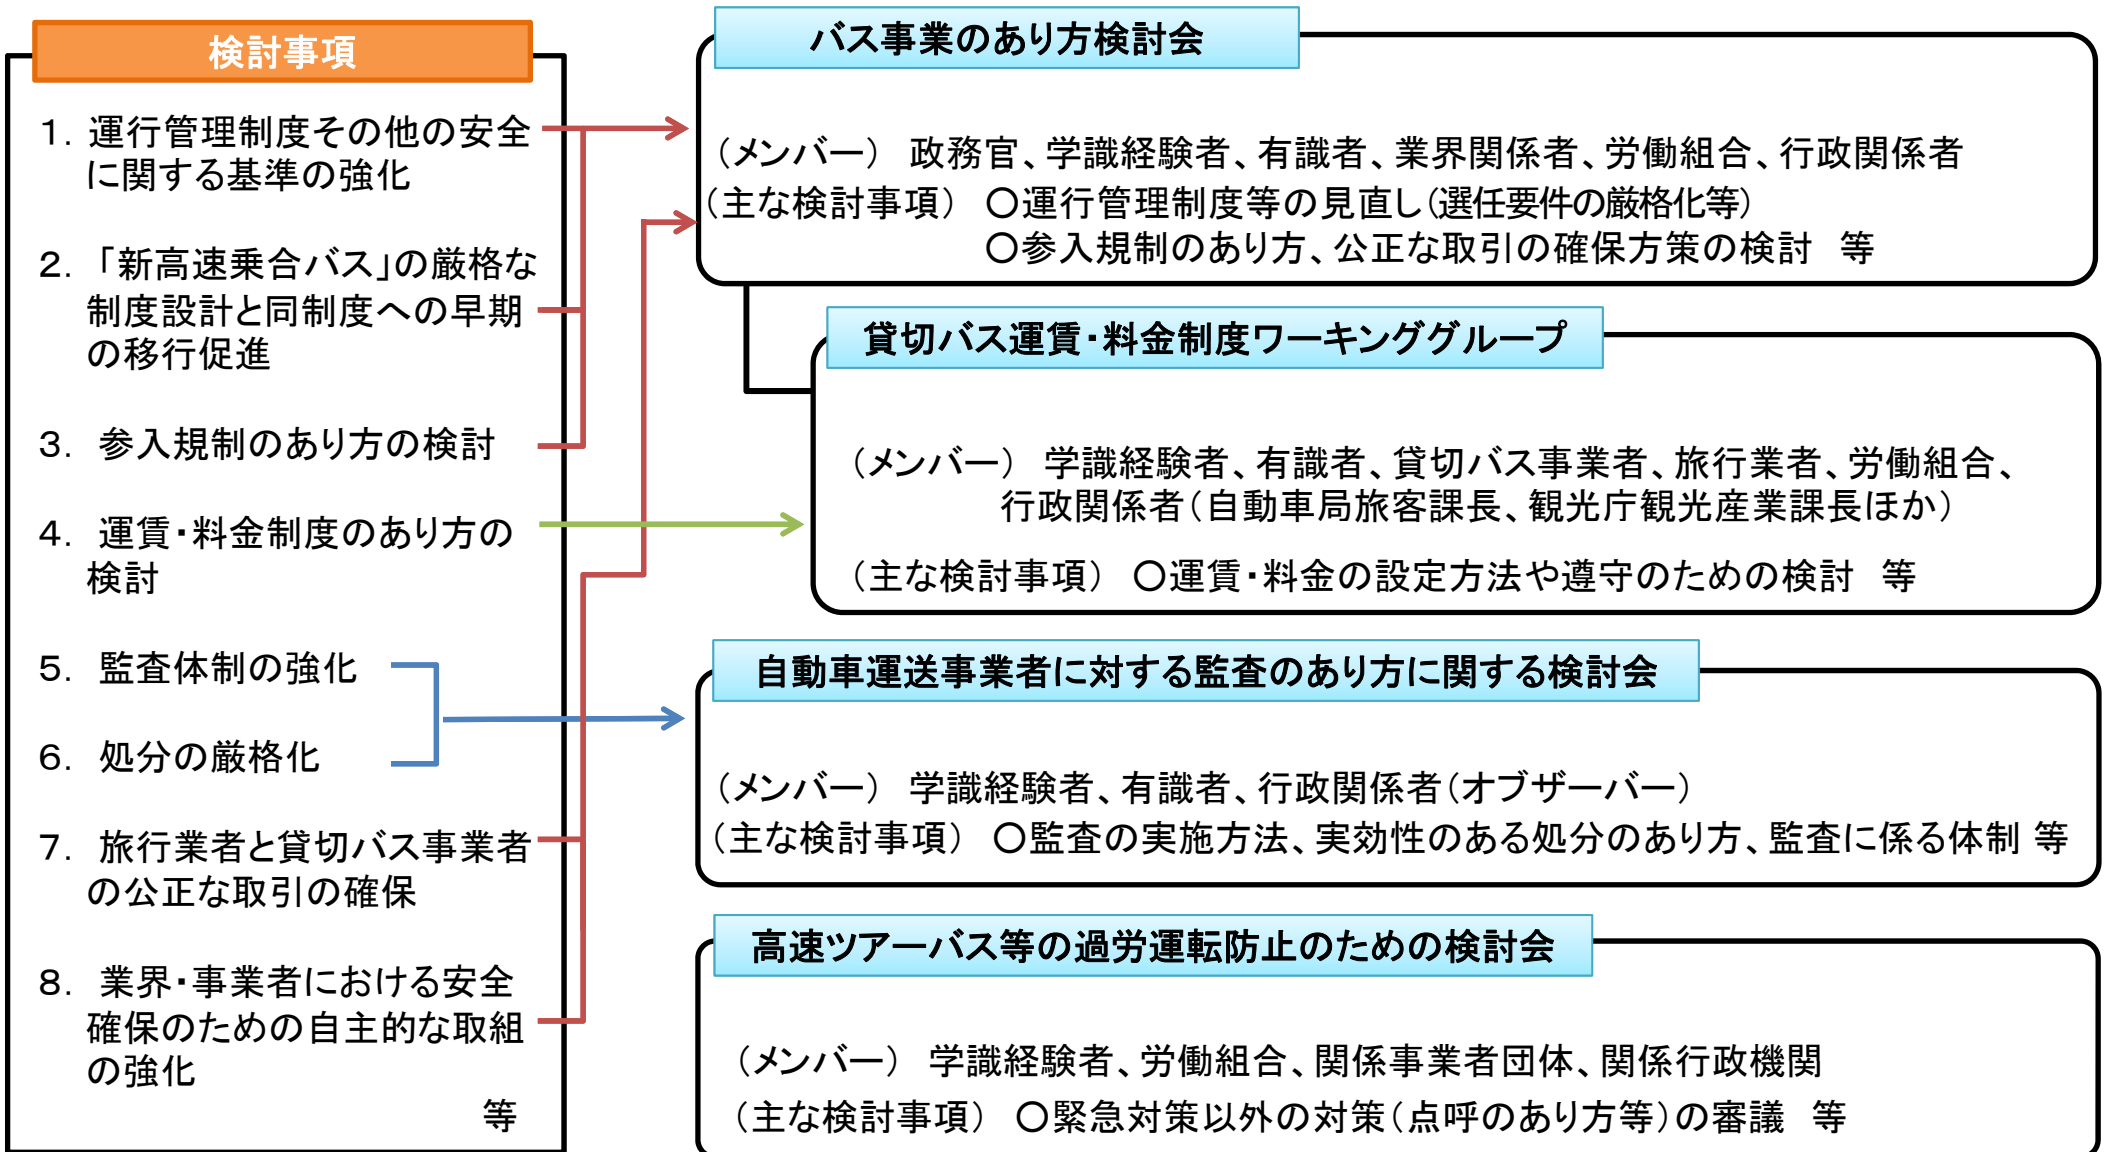 検討事項
１．運行管理制度その他の安全
に関する基準の強化
２．「新高速乗合バス」の厳格な
制度設計と同制度への早期
の移行促進
３．参入規制のあり方の検討
４．運賃・料金制度のあり方の
検討
５．監査体制の強化
６．処分の厳格化
７．旅行業者と貸切バス事業者
の公正な取引の確保
８．業界・事業者における安全
確保のための自主的な取組
の強化
等
バス事業のあり方検討会
（メンバー） 政務官、学識経験者、有識者、業界関係者、労働組合、行政関係者
（主な検討事項） ○運行管理制度等の見直し（選任要件の厳格化等）
○参入規制のあり方、公正な取引の確保方策の検討 等
貸切バス運賃・料金制度ワーキンググループ
（メンバー） 学識経験者、有識者、貸切バス事業者、旅行業者、労働組合、
行政関係者（自動車局旅客課長、観光庁観光産業課長ほか）
（主な検討事項） ○運賃・料金の設定方法や遵守のための検討 等
自動車運送事業者に対する監査のあり方に関する検討会
（メンバー） 学識経験者、有識者、行政関係者（オブザーバー）
（主な検討事項） ○監査の実施方法、実効性のある処分のあり方、監査に係る体制 等
高速ツアーバス等の過労運転防止のための検討会
（メンバー） 学識経験者、労働組合、関係事業者団体、関係行政機関
（主な検討事項） ○緊急対策以外の対策（点呼のあり方等）の審議 等